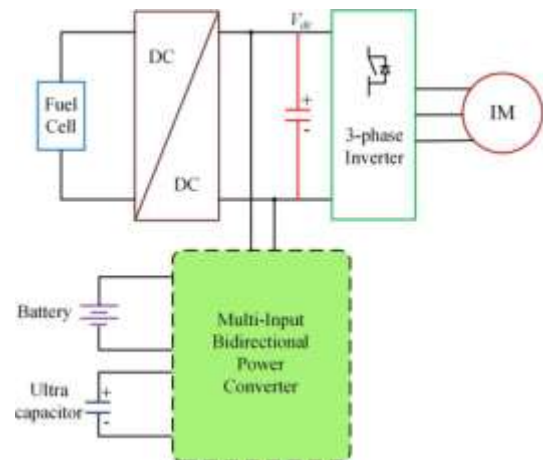 V_dc
DC
Fuel
Cell
+
-
DC
3-phase
Inverter
IM
Battery
Multi-Input
Bidirectional
Power
Converter
Ultra
capacitor
+
-